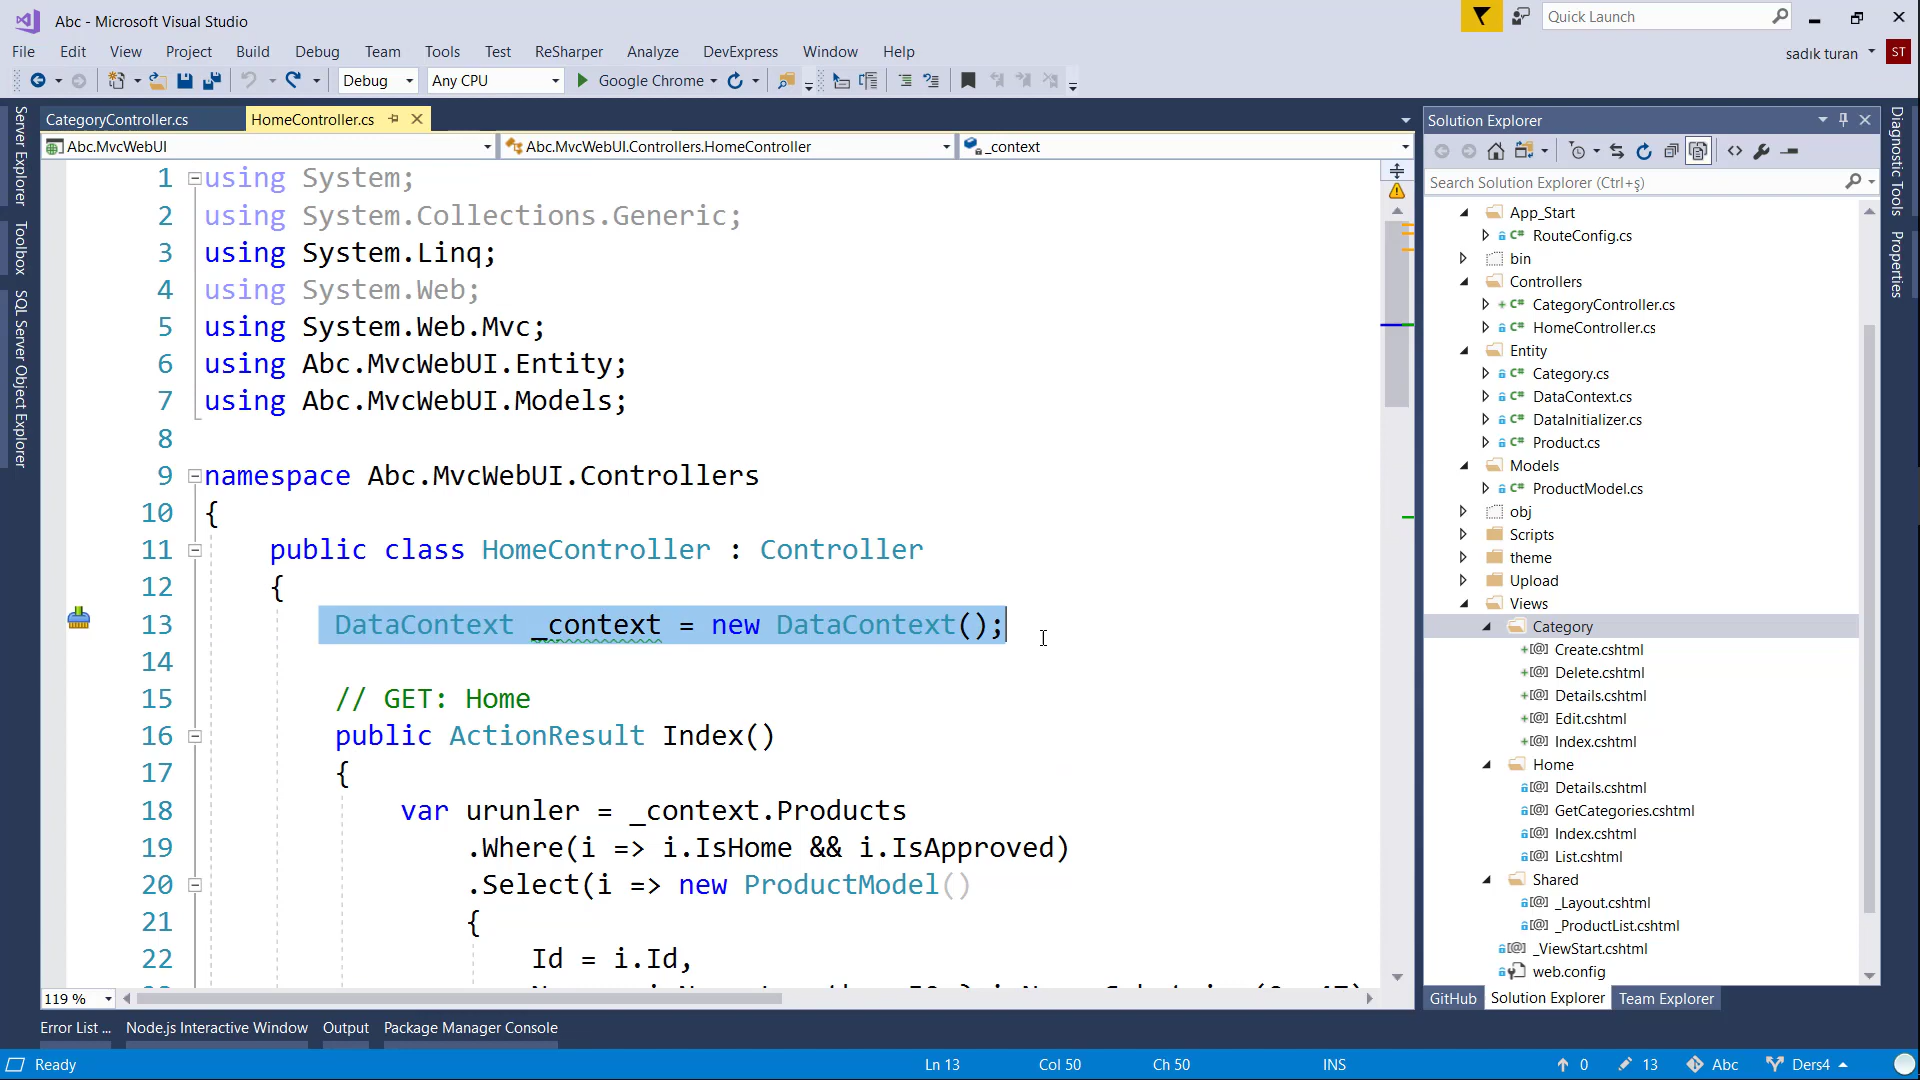 Abc - Microsoft Visual Studio
Quick Launch
File Edit View Project Build Debug Team Tools Test ReSharper Analyze DevExpress Window Help
sadık turan ST
Debug Any CPU Google Chrome
Server Explorer
Toolbox
SQL Server Object Explorer
CategoryController.cs HomeController.cs
Abc.MvcWebUI Abc.MvcWebUI.Controllers.HomeController _context
1 using System;
2 using System.Collections.Generic;
3 using System.Linq;
4 using System.Web;
5 using System.Web.Mvc;
6 using Abc.MvcWebUI.Entity;
7 using Abc.MvcWebUI.Models;
8
9 namespace Abc.MvcWebUI.Controllers
10 {
11 public class HomeController : Controller
12 {
13 DataContext _context = new DataContext();
14
15 // GET: Home
16 public ActionResult Index()
17 {
18 var urunler = _context.Products
19 .Where(i => i.IsHome && i.IsApproved)
20 .Select(i => new ProductModel()
21 {
22 Id = i.Id,
119 %
Solution Explorer
Search Solution Explorer (Ctrl+ş)
App_Start
C# RouteConfig.cs
bin
Controllers
C# CategoryController.cs
C# HomeController.cs
Entity
C# Category.cs
C# DataContext.cs
C# DataInitializer.cs
C# Product.cs
Models
C# ProductModel.cs
obj
Scripts
theme
Upload
Views
Category
+[@] Create.cshtml
+[@] Delete.cshtml
+[@] Details.cshtml
+[@] Edit.cshtml
+[@] Index.cshtml
Home
[@] Details.cshtml
[@] GetCategories.cshtml
[@] Index.cshtml
[@] List.cshtml
Shared
[@] _Layout.cshtml
[@] _ProductList.cshtml
[@] _ViewStart.cshtml
web.config
GitHub Solution Explorer Team Explorer
Diagnostic Tools
Properties
Error List ... Node.js Interactive Window Output Package Manager Console
Ready Ln 13 Col 50 Ch 50 INS 0 13 Abc Ders4